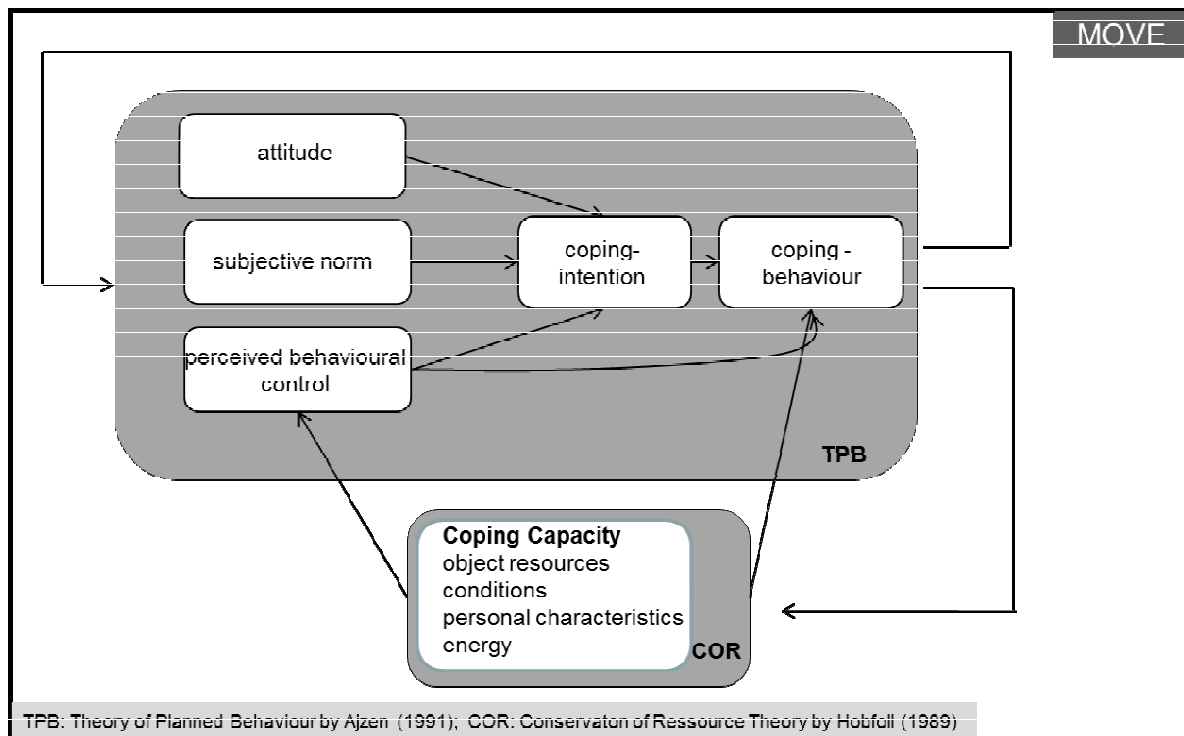 MOVE
attitude
subjective norm
perceived behavioural
control
coping-
intention
coping -
behaviour
TPB
Coping Capacity
object resources
conditions
personal characteristics
energy
COR
TPB: Theory of Planned Behaviour by Ajzen (1991); COR: Conservaton of Ressource Theory by Hobfoll (1989)